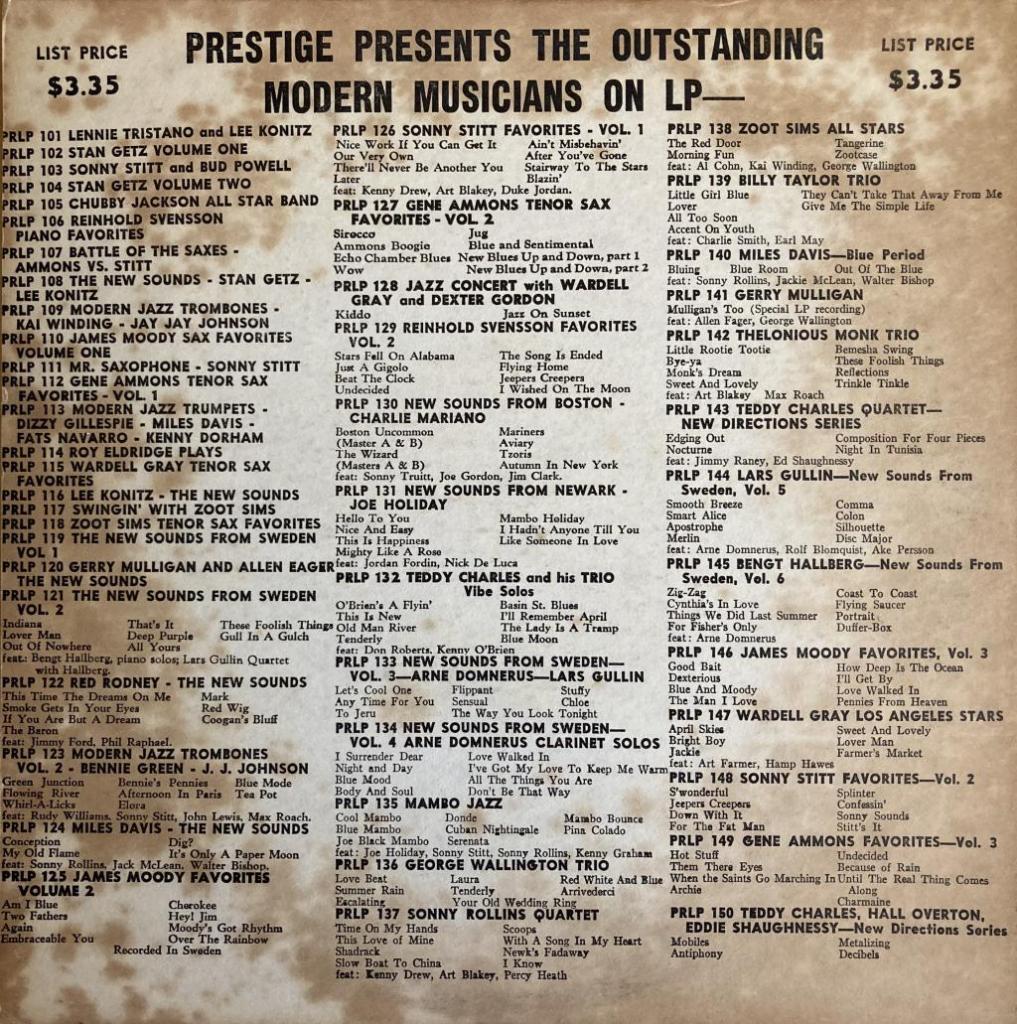 LIST PRICE
$3.35
PRESTIGE PRESENTS THE OUTSTANDING
MODERN MUSICIANS ON LP—
LIST PRICE
$3.35
PRLP 101 LENNIE TRISTANO and LEE KONITZ
PRLP 102 STAN GETZ VOLUME ONE
PRLP 103 SONNY STITT and BUD POWELL
PRLP 104 STAN GETZ VOLUME TWO
PRLP 105 CHUBBY JACKSON ALL STAR BAND
PRLP 106 REINHOLD SVENSSON
PIANO FAVORITES
PRLP 107 BATTLE OF THE SAXES -
AMMONS VS. STITT
PRLP 108 THE NEW SOUNDS - STAN GETZ -
LEE KONITZ
PRLP 109 MODERN JAZZ TROMBONES -
KAI WINDING - JAY JAY JOHNSON
PRLP 110 JAMES MOODY SAX FAVORITES
VOLUME ONE
PRLP 111 MR. SAXOPHONE - SONNY STITT
PRLP 112 GENE AMMONS TENOR SAX
FAVORITES - VOL. 1
PRLP 113 MODERN JAZZ TRUMPETS -
DIZZY GILLESPIE - MILES DAVIS -
FATS NAVARRO - KENNY DORHAM
PRLP 114 ROY ELDRIDGE PLAYS
PRLP 115 WARDELL GRAY TENOR SAX
FAVORITES
PRLP 116 LEE KONITZ - THE NEW SOUNDS
PRLP 117 SWINGIN' WITH ZOOT SIMS
PRLP 118 ZOOT SIMS TENOR SAX FAVORITES
PRLP 119 THE NEW SOUNDS FROM SWEDEN
VOL 1
PRLP 120 GERRY MULLIGAN AND ALLEN EAGER
THE NEW SOUNDS
PRLP 121 THE NEW SOUNDS FROM SWEDEN
VOL. 2
Indiana That's It These Foolish Things
Lover Man Deep Purple Gull In A Gulch
Out Of Nowhere All Yours
feat: Bengt Hallberg, piano solos; Lars Gullin Quartet
with Hallberg.
PRLP 122 RED RODNEY - THE NEW SOUNDS
This Time The Dreams On Me Mark
Smoke Gets In Your Eyes Red Wig
If You Are But A Dream Coogan's Bluff
The Baron
feat: Jimmy Ford, Phil Raphael.
PRLP 123 MODERN JAZZ TROMBONES
VOL. 2 - BENNIE GREEN - J. J. JOHNSON
Green Junction Bennie's Pennies Blue Mode
Flowing River Afternoon In Paris Tea Pot
Whirl-A-Licks Elora
feat: Rudy Williams, Sonny Stitt, John Lewis, Max Roach.
PRLP 124 MILES DAVIS - THE NEW SOUNDS
Conception Dig?
My Old Flame It's Only A Paper Moon
feat: Sonny Rollins, Jack McLean, Walter Bishop.
PRLP 125 JAMES MOODY FAVORITES
VOLUME 2
Am I Blue Cherokee
Two Fathers Hey! Jim
Again Moody's Got Rhythm
Embraceable You Over The Rainbow
Recorded In Sweden
PRLP 126 SONNY STITT FAVORITES - VOL. 1
Nice Work If You Can Get It Ain't Misbehavin'
Our Very Own After You've Gone
There'll Never Be Another You Stairway To The Stars
Later Blazin'
feat: Kenny Drew, Art Blakey, Duke Jordan.
PRLP 127 GENE AMMONS TENOR SAX
FAVORITES - VOL. 2
Sirocco Jug
Ammons Boogie Blue and Sentimental
Echo Chamber Blues New Blues Up and Down, part 1
Wow New Blues Up and Down, part 2
PRLP 128 JAZZ CONCERT with WARDELL
GRAY and DEXTER GORDON
Kiddo Jazz On Sunset
PRLP 129 REINHOLD SVENSSON FAVORITES
VOL. 2
Stars Fell On Alabama The Song Is Ended
Just A Gigolo Flying Home
Beat The Clock Jeepers Creepers
Undecided I Wished On The Moon
PRLP 130 NEW SOUNDS FROM BOSTON -
CHARLIE MARIANO
Boston Uncommon Mariners
(Master A & B) Aviary
The Wizard Tzoris
(Masters A & B) Autumn In New York
feat: Sonny Truitt, Joe Gordon, Jim Clark.
PRLP 131 NEW SOUNDS FROM NEWARK -
JOE HOLIDAY
Hello To You Mambo Holiday
Nice And Easy I Hadn't Anyone Till You
This Is Happiness Like Someone In Love
Mighty Like A Rose
feat: Jordan Fordin, Nick De Luca
PRLP 132 TEDDY CHARLES and his TRIO
Vibe Solos
O'Brien's A Flyin' Basin St. Blues
This Is New I'll Remember April
Old Man River The Lady Is A Tramp
Tenderly Blue Moon
feat: Don Roberts, Kenny O'Brien
PRLP 133 NEW SOUNDS FROM SWEDEN—
VOL. 3—ARNE DOMNERUS—LARS GULLIN
Let's Cool One Flippant Stuffy
Any Time For You Sensual Chloe
To Jeru The Way You Look Tonight
PRLP 134 NEW SOUNDS FROM SWEDEN—
VOL. 4 ARNE DOMNERUS CLARINET SOLOS
I Surrender Dear Love Walked In
Night and Day I've Got My Love To Keep Me Warm
Blue Mood All The Things You Are
Body And Soul Don't Be That Way
PRLP 135 MAMBO JAZZ
Cool Mambo Donde Mambo Bounce
Blue Mambo Cuban Nightingale Pina Colado
Joe Black Mambo Serenata
feat: Joe Holiday, Sonny Stitt, Sonny Rollins, Kenny Graham
PRLP 136 GEORGE WALLINGTON TRIO
Love Beat Laura Red White And Blue
Summer Rain Tenderly Arrivederci
Escalating Your Old Wedding Ring
PRLP 137 SONNY ROLLINS QUARTET
Time On My Hands Scoops
This Love of Mine With A Song In My Heart
Shadrack Newk's Fadaway
Slow Boat To China I Know
feat: Kenny Drew, Art Blakey, Percy Heath
PRLP 138 ZOOT SIMS ALL STARS
The Red Door Tangerine
Morning Fun Zootcase
feat: Al Cohn, Kai Winding, George Wallington
PRLP 139 BILLY TAYLOR TRIO
Little Girl Blue They Can't Take That Away From Me
Lover Give Me The Simple Life
All Too Soon
Accent On Youth
feat: Charlie Smith, Earl May
PRLP 140 MILES DAVIS—Blue Period
Bluing Blue Room Out Of The Blue
feat: Sonny Rollins, Jackie McLean, Walter Bishop
PRLP 141 GERRY MULLIGAN
Mulligan's Too (Special LP recording)
feat: Allen Fager, George Wallington
PRLP 142 THELONIOUS MONK TRIO
Little Rootie Tootie Bemesha Swing
Bye-ya These Foolish Things
Monk's Dream Reflections
Sweet And Lovely Trinkle Tinkle
feat: Art Blakey Max Roach
PRLP 143 TEDDY CHARLES QUARTET—
NEW DIRECTIONS SERIES
Edging Out Composition For Four Pieces
Nocturne Night In Tunisia
feat: Jimmy Raney, Ed Shaughnessy
PRLP 144 LARS GULLIN—New Sounds From
Sweden, Vol. 5
Smooth Breeze Comma
Smart Alice Colon
Apostrophe Silhouette
Merlin Disc Major
feat: Arne Domnerus, Rolf Blomquist, Ake Persson
PRLP 145 BENGT HALLBERG—New Sounds From
Sweden, Vol. 6
Zig-Zag Coast To Coast
Cynthia's In Love Flying Saucer
Things We Did Last Summer Portrait
For Fisher's Only Duffer-Box
feat: Arne Domnerus
PRLP 146 JAMES MOODY FAVORITES, Vol. 3
Good Bait How Deep Is The Ocean
Dexterious I'll Get By
Blue And Moody Love Walked In
The Man I Love Pennies From Heaven
PRLP 147 WARDELL GRAY LOS ANGELES STARS
April Skies Sweet And Lovely
Bright Boy Lover Man
Jackie Farmer's Market
feat: Art Farmer, Hamp Hawes
PRLP 148 SONNY STITT FAVORITES—Vol. 2
S'wonderful Splinter
Jeepers Creepers Confessin'
Down With It Sonny Sounds
For The Fat Man Stitt's It
PRLP 149 GENE AMMONS FAVORITES—Vol. 3
Hot Stuff Undecided
Them There Eyes Because of Rain
When the Saints Go Marching In Until The Real Thing Comes
Archie Along
Charmaine
PRLP 150 TEDDY CHARLES, HALL OVERTON,
EDDIE SHAUGHNESSY—New Directions Series
Mobiles Metalizing
Antiphony Decibels